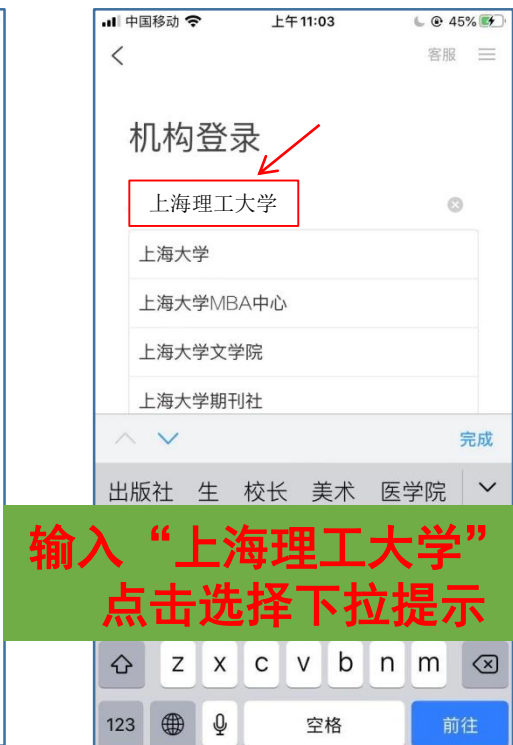 中国移动 上午11:03 45%
客服
机构登录
上海理工大学
上海大学
上海大学MBA中心
上海大学文学院
上海大学期刊社
完成
出版社 生 校长 美术 医学院
输入“上海理工大学”
点击选择下拉提示
z x c v b n m
123 空格 前往